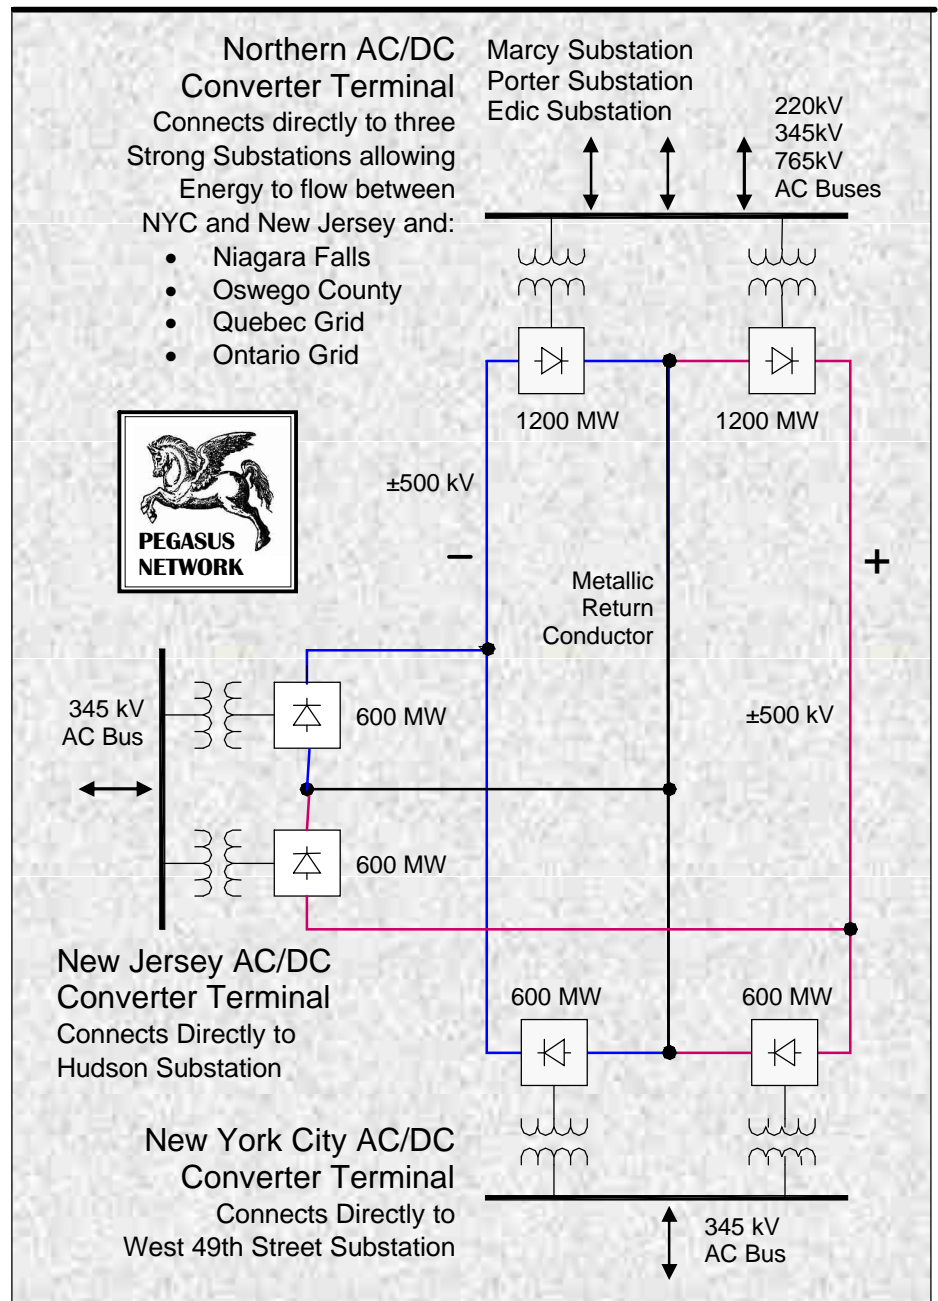 Northern AC/DC
Converter Terminal
Connects directly to three
Strong Substations allowing
Energy to flow between
NYC and New Jersey and:
• Niagara Falls
• Oswego County
• Quebec Grid
• Ontario Grid
Marcy Substation
Porter Substation
Edic Substation
220kV
345kV
765kV
AC Buses
1200 MW
1200 MW
PEGASUS
NETWORK
±500 kV
−
+
Metallic
Return
Conductor
345 kV
AC Bus
600 MW
±500 kV
600 MW
New Jersey AC/DC
Converter Terminal
Connects Directly to
Hudson Substation
600 MW
600 MW
New York City AC/DC
Converter Terminal
Connects Directly to
West 49th Street Substation
345 kV
AC Bus